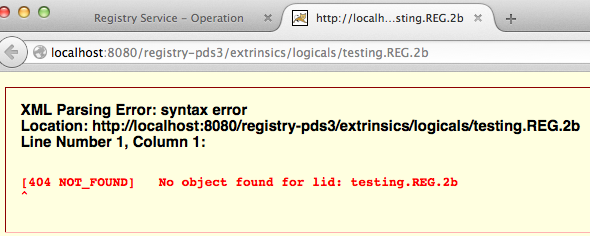 Registry Service - Operation
http://localh...sting.REG.2b
localhost:8080/registry-pds3/extrinsics/logicals/testing.REG.2b
XML Parsing Error: syntax error
Location: http://localhost:8080/registry-pds3/extrinsics/logicals/testing.REG.2b
Line Number 1, Column 1:
[404 NOT_FOUND]   No object found for lid: testing.REG.2b
^